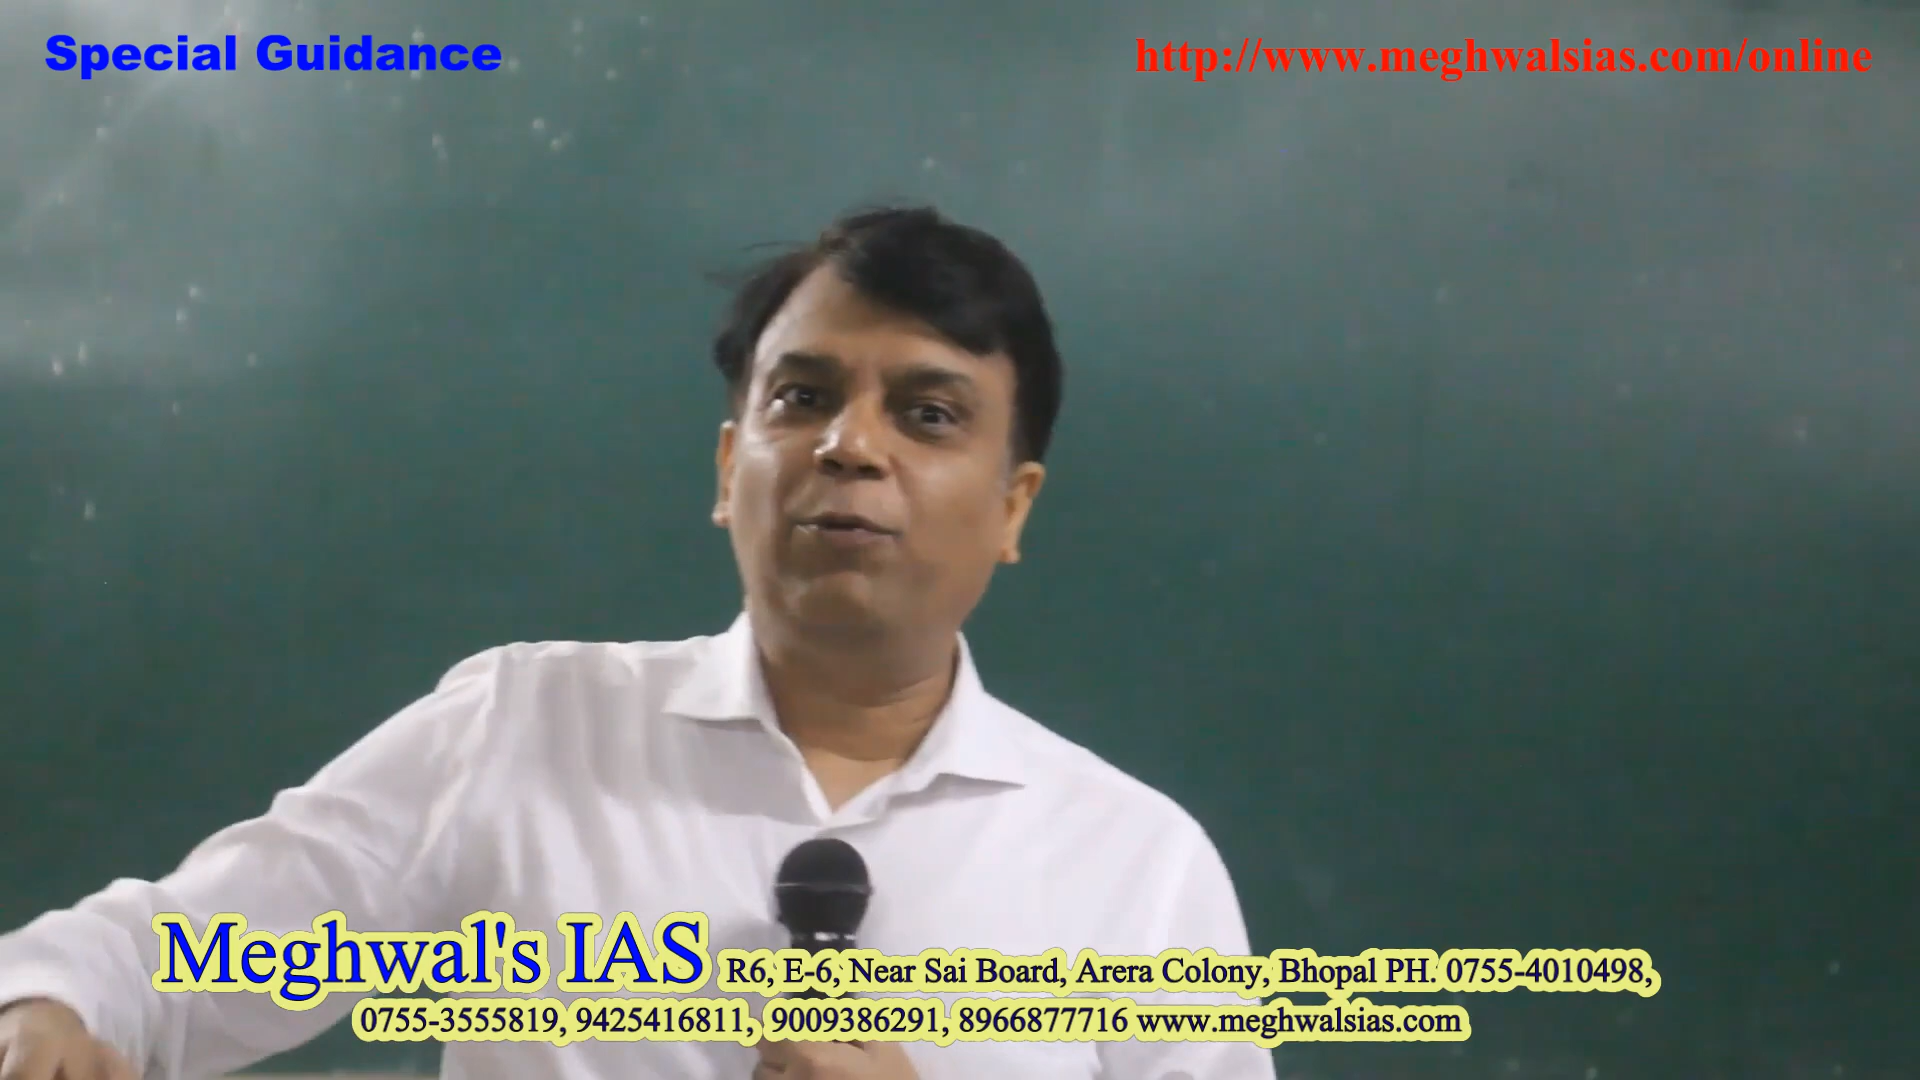 Special Guidance
http://www.meghwalsias.com/online
Meghwal's IAS R6, E-6, Near Sai Board, Arera Colony, Bhopal PH. 0755-4010498,
0755-3555819, 9425416811, 9009386291, 8966877716 www.meghwalsias.com